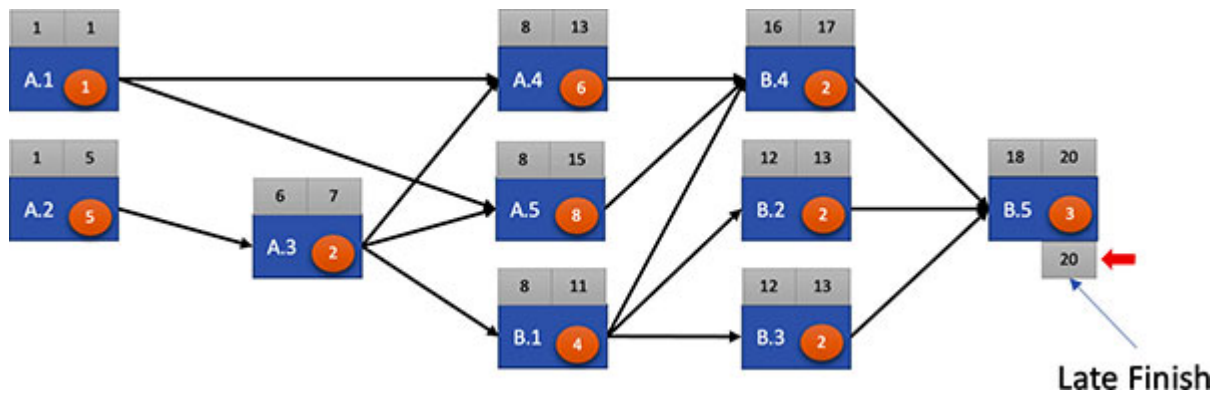 1 1
A.1 1
8 13
A.4 6
16 17
B.4 2
1 5
A.2 5
6 7
A.3 2
8 15
A.5 8
12 13
B.2 2
18 20
B.5 3
20
8 11
B.1 4
12 13
B.3 2
Late Finish